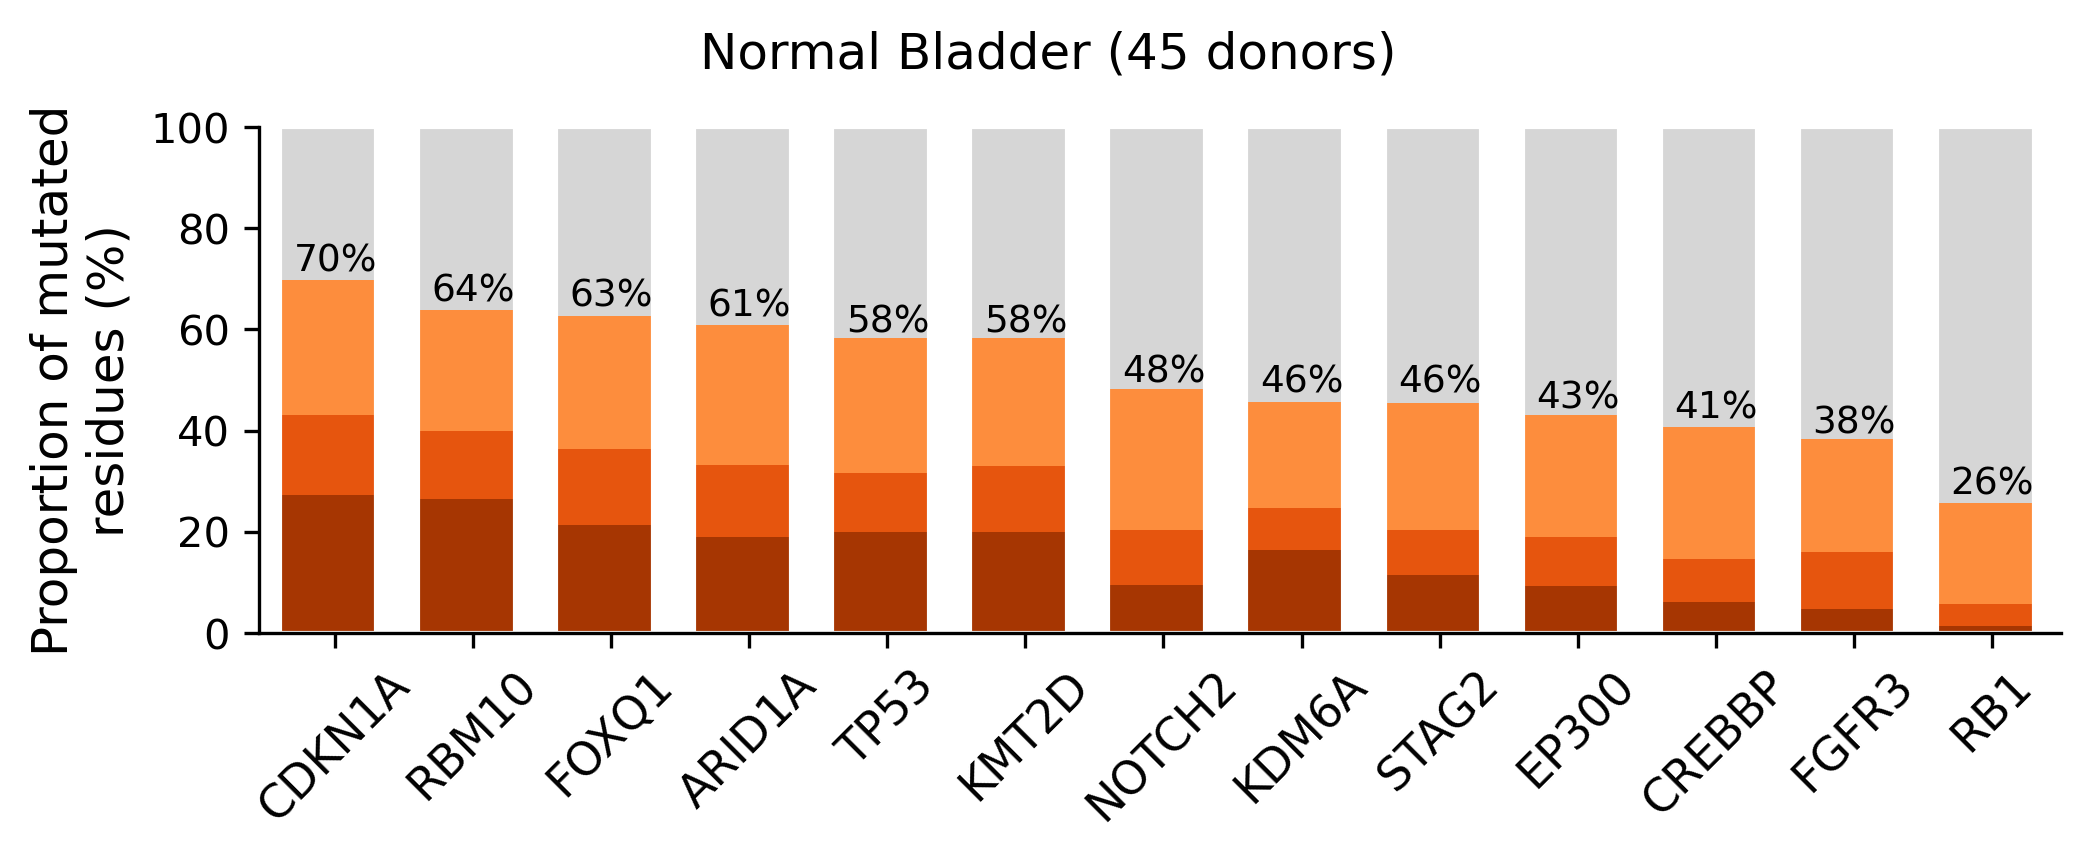 Normal Bladder (45 donors)
Proportion of mutated
residues (%)
100
80
60
40
20
0
70%
64%
63%
61%
58%
58%
48%
46%
46%
43%
41%
38%
26%
CDKN1A
RBM10
FOXQ1
ARID1A
TP53
KMT2D
NOTCH2
KDM6A
STAG2
EP300
CREBBP
FGFR3
RB1